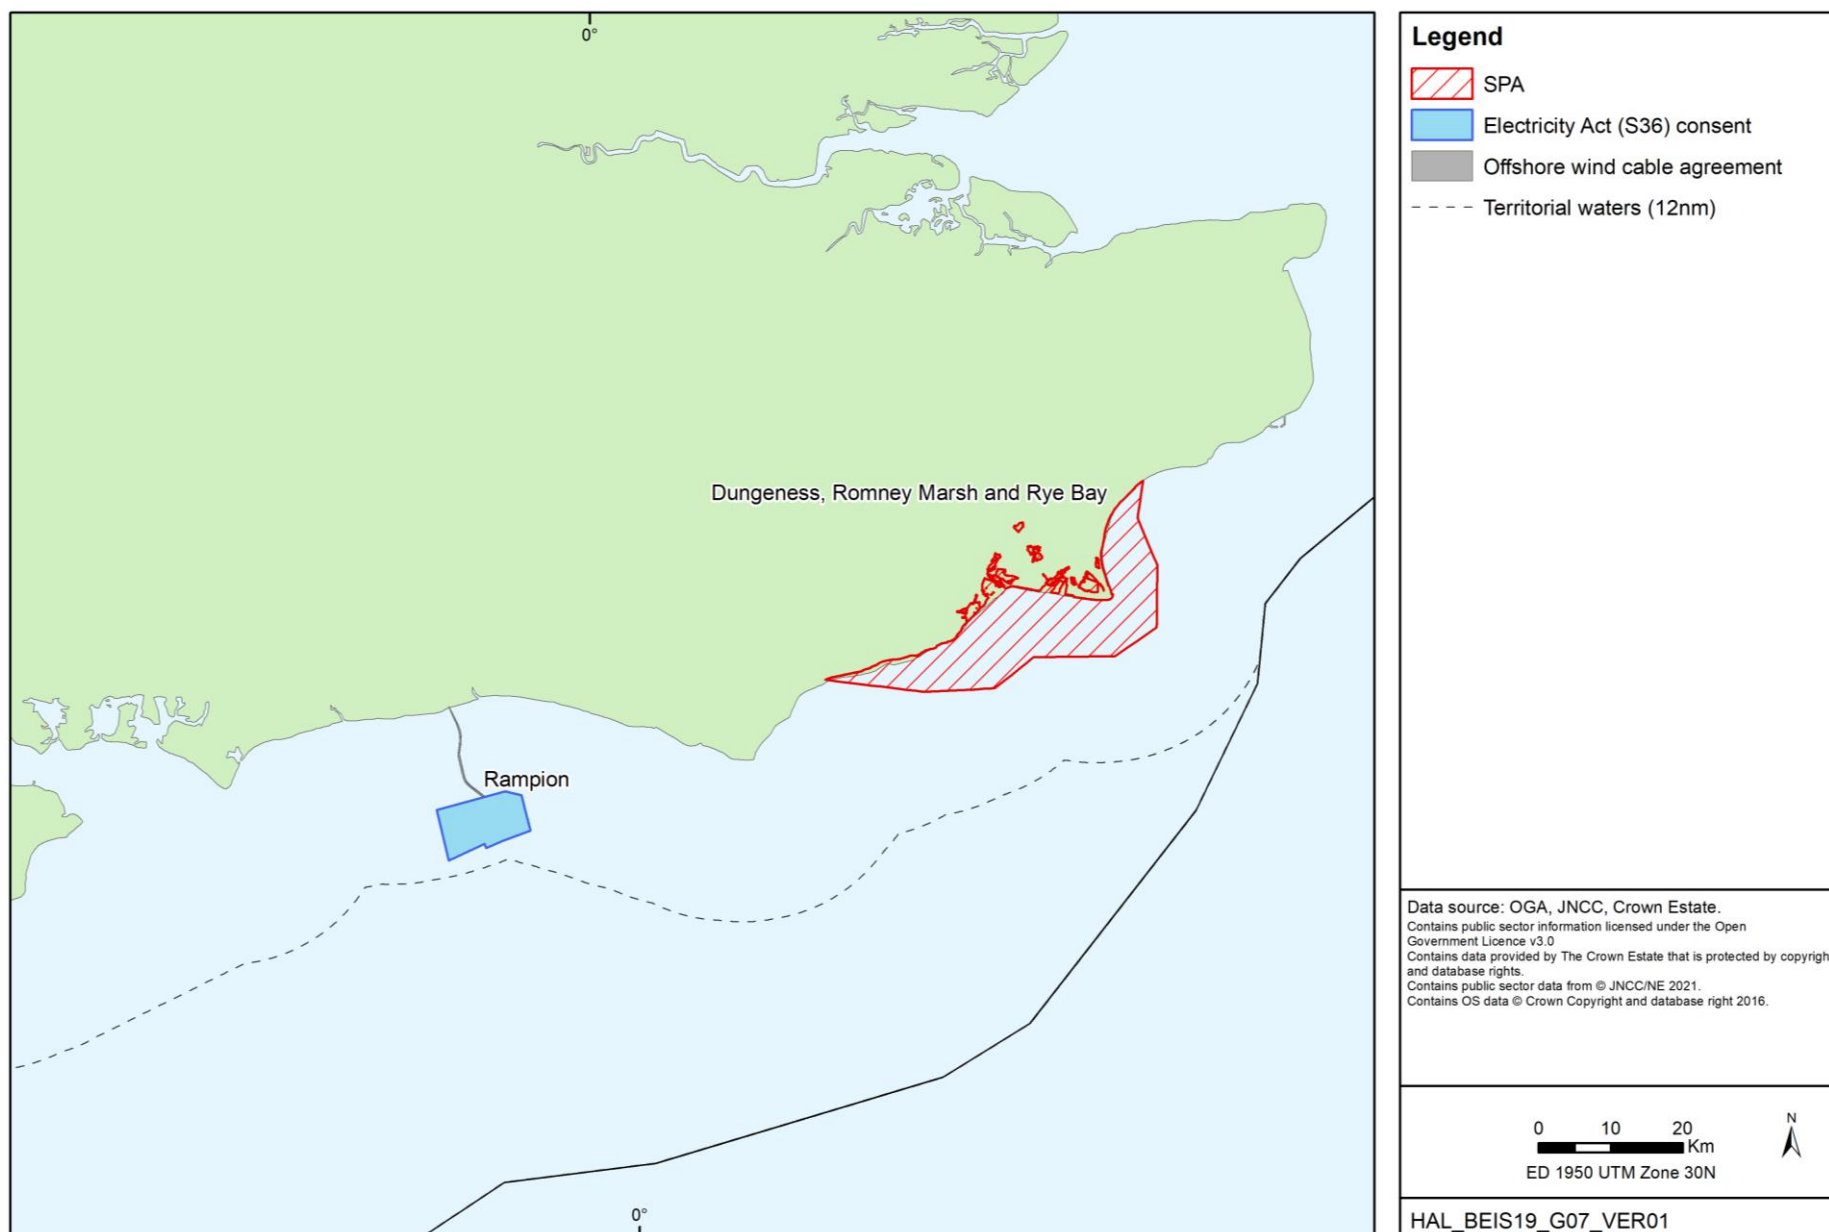 0°
Dungeness, Romney Marsh and Rye Bay
Rampion
0°
Legend
SPA
Electricity Act (S36) consent
Offshore wind cable agreement
Territorial waters (12nm)
Data source: OGA, JNCC, Crown Estate.
Contains public sector information licensed under the Open
Government Licence v3.0
Contains data provided by The Crown Estate that is protected by copyrigh
and database rights.
Contains public sector data from © JNCC/NE 2021.
Contains OS data © Crown Copyright and database right 2016.
0 10 20
Km
N
ED 1950 UTM Zone 30N
HAL_BEIS19_G07_VER01